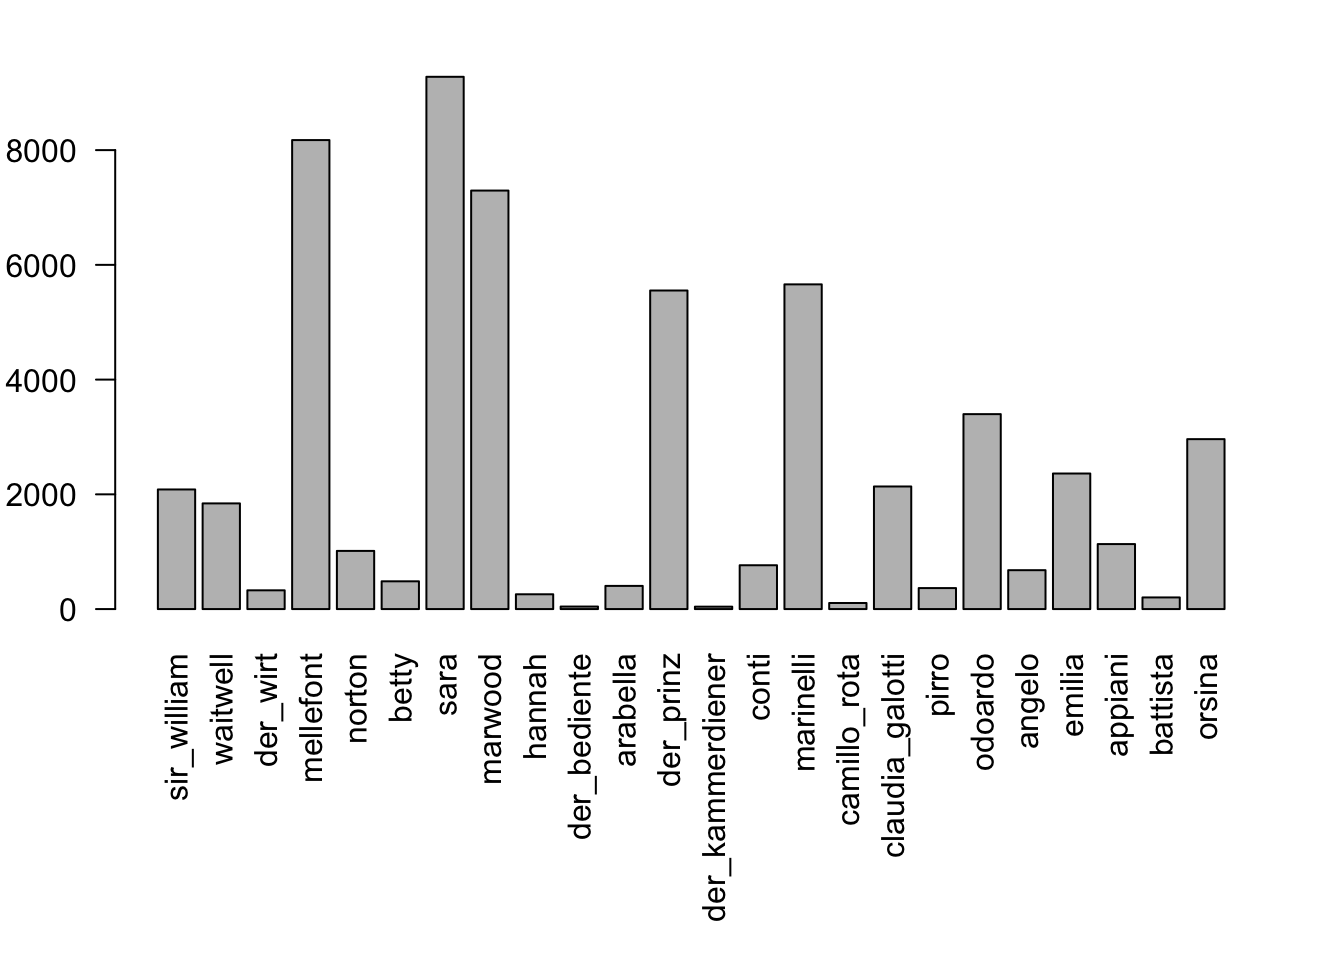 8000
6000
4000
2000
0
sir_william
waitwell
der_wirt
mellefont
norton
betty
sara
marwood
hannah
der_bediente
arabella
der_prinz
der_kammerdiener
conti
marinelli
camillo_rota
claudia_galotti
pirro
odoardo
angelo
emilia
appiani
battista
orsina